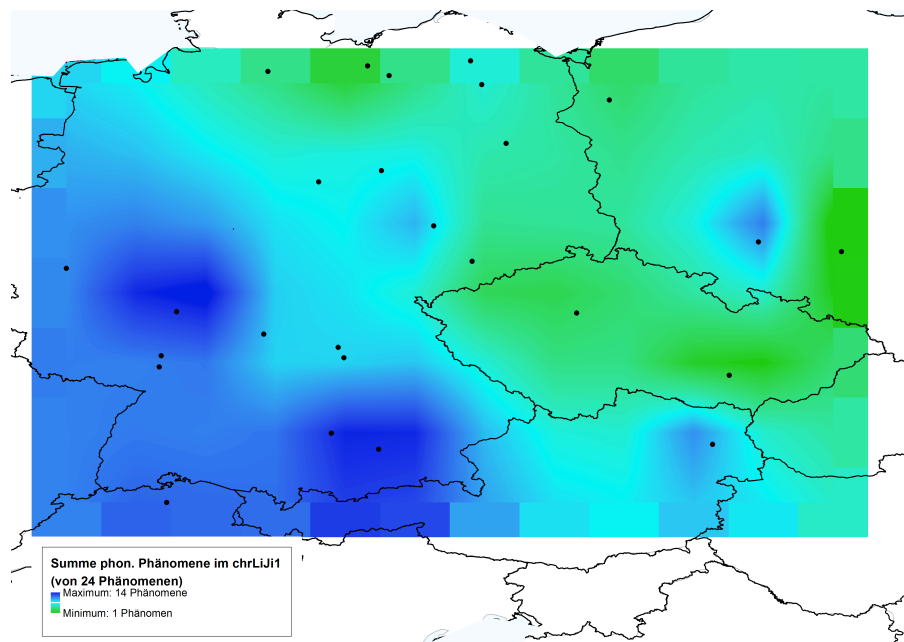 Summe phon. Phänomene im chrLiJi1
(von 24 Phänomenen)
Maximum: 14 Phänomene
Minimum: 1 Phänomen